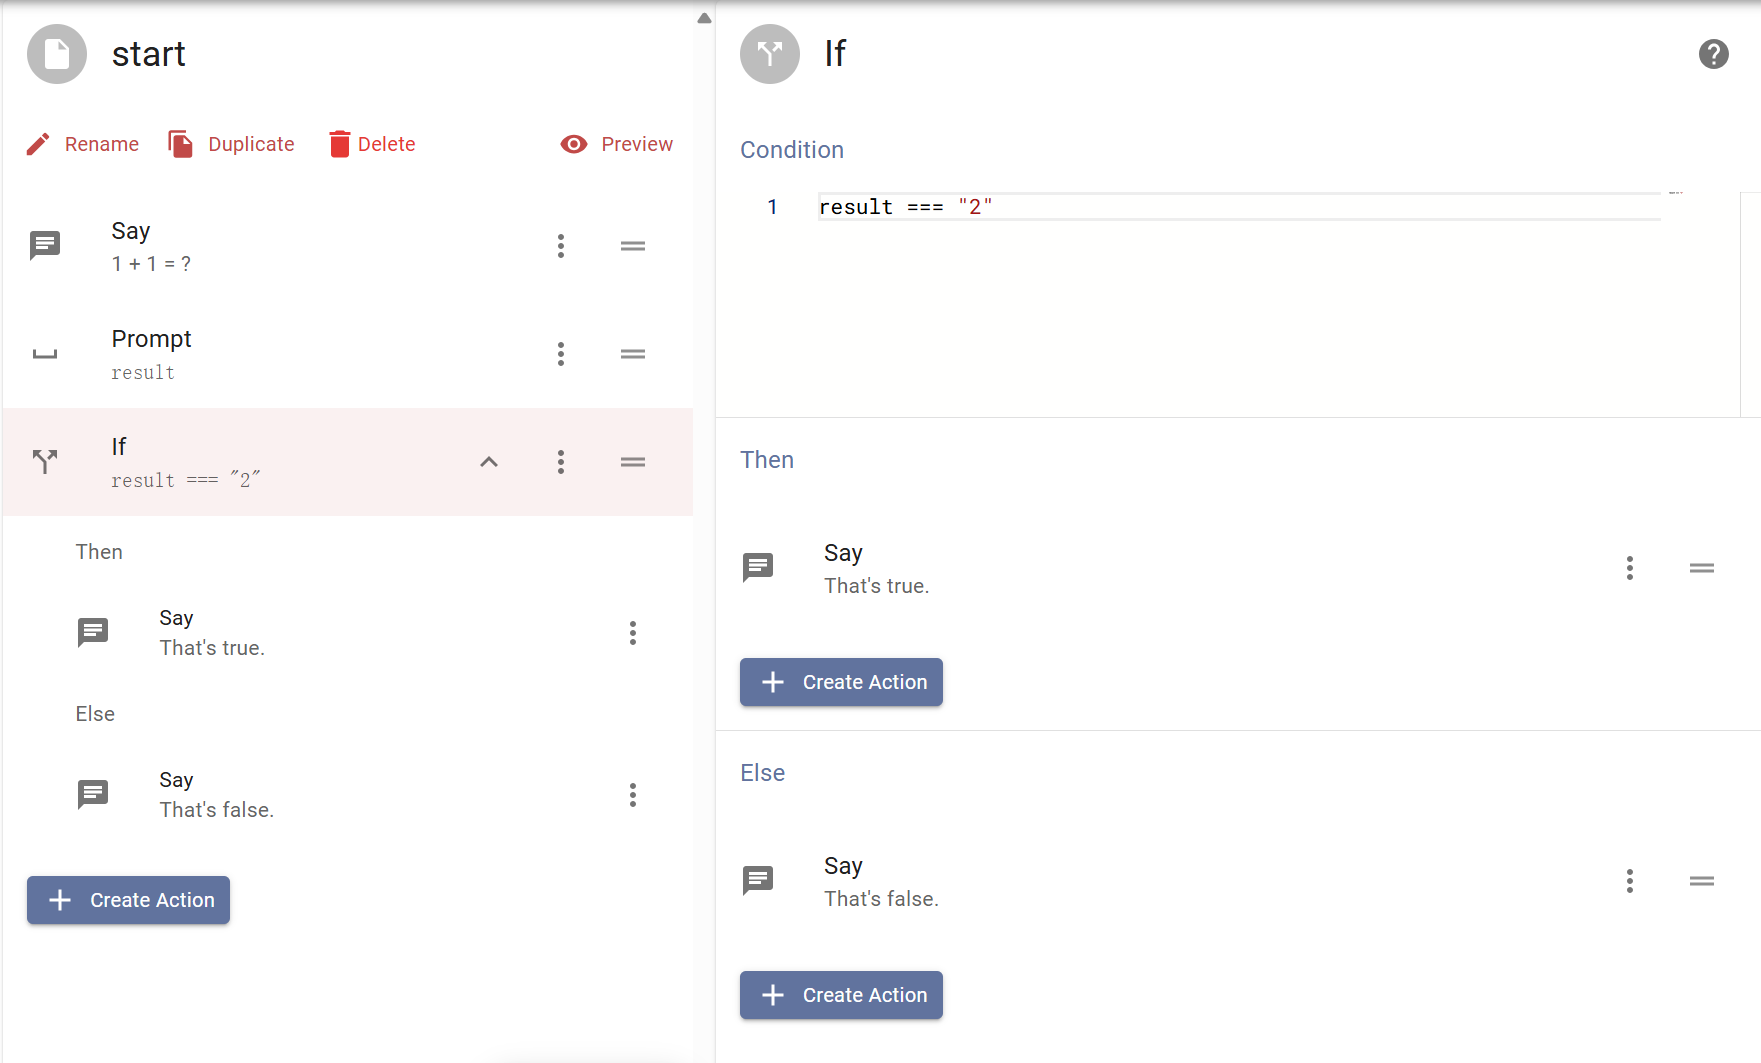 start
Rename
Duplicate
Delete
Preview
Say
1 + 1 = ?
Prompt
result
If
result === "2"
Then
Say
That's true.
Else
Say
That's false.
Create Action
If
Condition
1
result === "2"
Then
Say
That's true.
Create Action
Else
Say
That's false.
Create Action